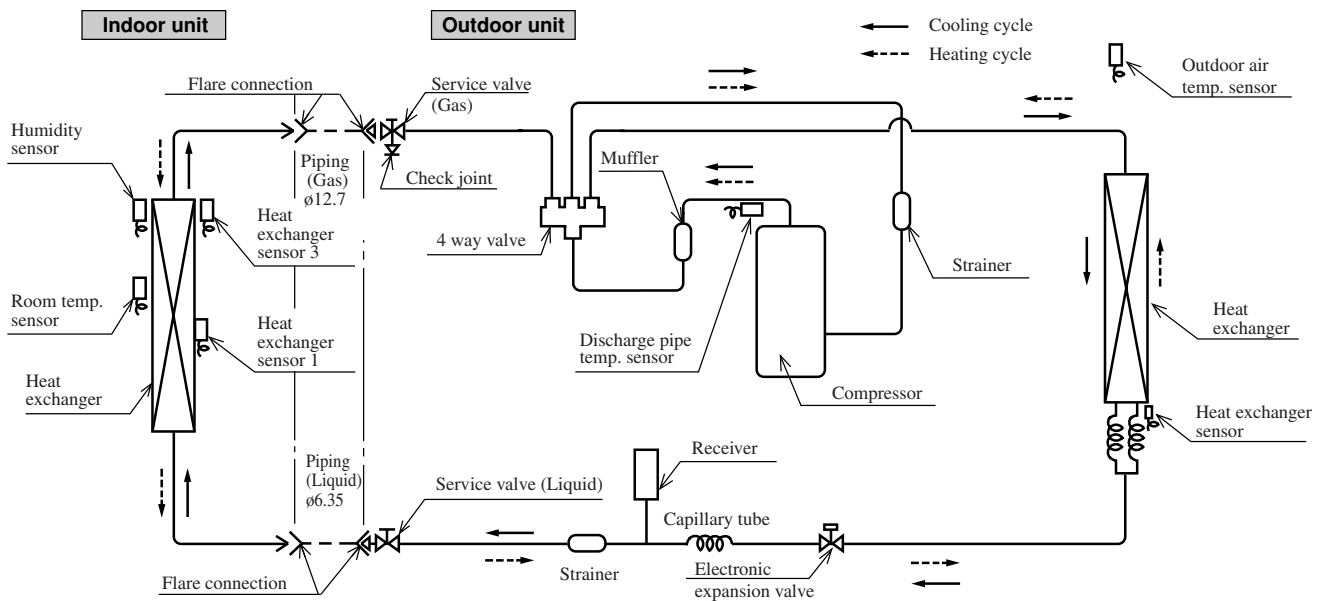 Indoor unit
Outdoor unit
Cooling cycle
Heating cycle
Outdoor air
temp. sensor
Flare connection
Service valve
(Gas)
Humidity
sensor
Piping
(Gas)
ø12.7
Check joint
Muffler
Heat
exchanger
sensor 3
4 way valve
Strainer
Room temp.
sensor
Heat
exchanger
sensor 1
Discharge pipe
temp. sensor
Heat
exchanger
Heat
exchanger
Compressor
Heat exchanger
sensor
Piping
(Liquid)
ø6.35
Receiver
Service valve (Liquid)
Capillary tube
Flare connection
Strainer
Electronic
expansion valve